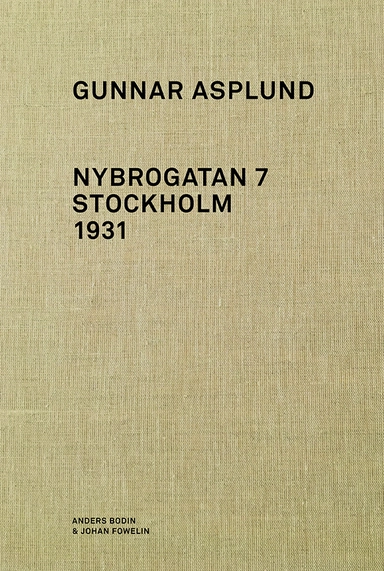 GUNNAR ASPLUND
NYBROGATAN 7
STOCKHOLM
1931
ANDERS BODIN
& JOHAN FOWELIN